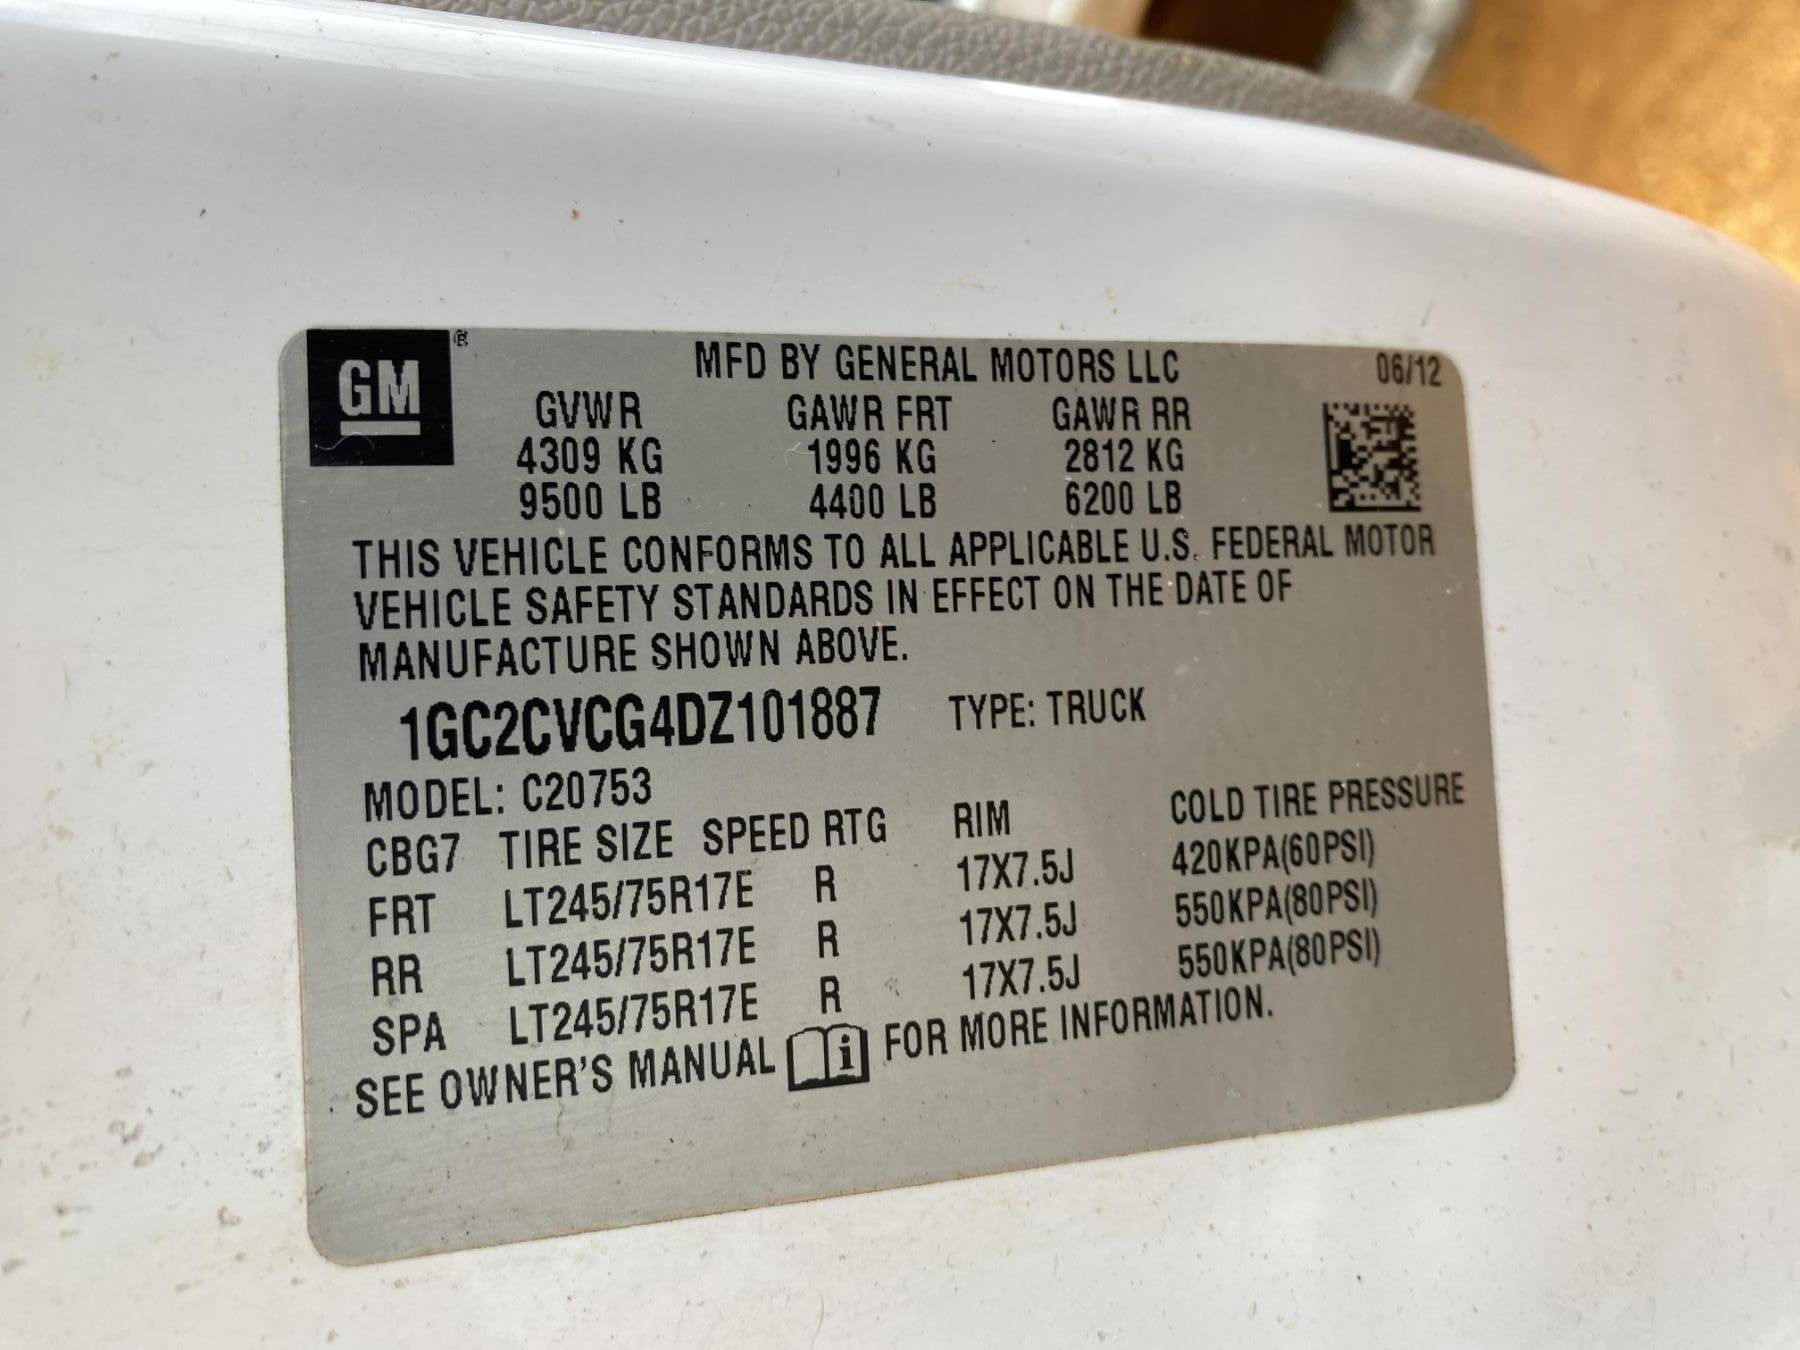 GM ®
MFD BY GENERAL MOTORS LLC 06/12
GVWR GAWR FRT GAWR RR
4309 KG 1996 KG 2812 KG
9500 LB 4400 LB 6200 LB
THIS VEHICLE CONFORMS TO ALL APPLICABLE U.S. FEDERAL MOTOR
VEHICLE SAFETY STANDARDS IN EFFECT ON THE DATE OF
MANUFACTURE SHOWN ABOVE.
1GC2CVCG4DZ101887 TYPE: TRUCK
MODEL: C20753
CBG7 TIRE SIZE SPEED RTG RIM COLD TIRE PRESSURE
FRT LT245/75R17E R 17X7.5J 420KPA(60PSI)
RR LT245/75R17E R 17X7.5J 550KPA(80PSI)
SPA LT245/75R17E R 17X7.5J 550KPA(80PSI)
SEE OWNER'S MANUAL i FOR MORE INFORMATION.